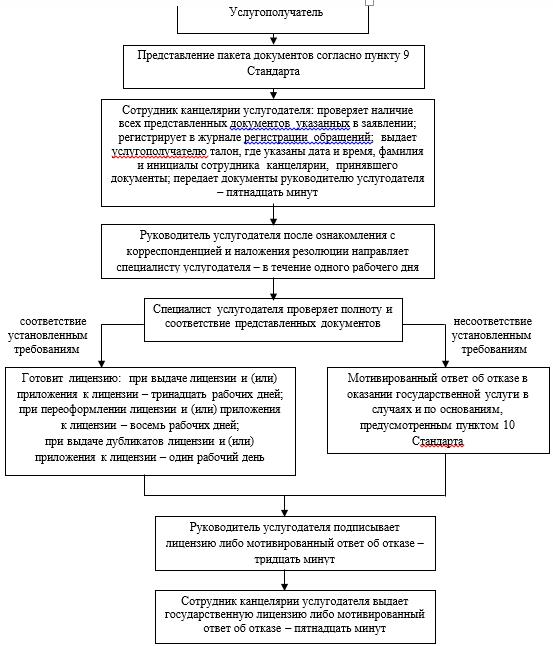 Услугополучатель
Представление пакета документов согласно пункту 9
Стандарта
Сотрудник канцелярии услугодателя: проверяет наличие
всех представленных документов указанных в заявлении;
регистрирует в журнале регистрации обращений; выдает
услугополучателю талон, где указаны дата и время, фамилия
и инициалы сотрудника канцелярии, принявшего
документы; передает документы руководителю услугодателя
– пятнадцать минут
Руководитель услугодателя после ознакомления с
корреспонденцией и наложения резолюции направляет
специалисту услугодателя – в течение одного рабочего дня
Специалист услугодателя проверяет полноту и
соответствие представленных документов
соответствие
установленным
требованиям
несоответствие
установленным
требованиям
Готовит лицензию: при выдаче лицензии и (или)
приложения к лицензии – тринадцать рабочих дней;
при переоформлении лицензии и (или) приложения
к лицензии – восемь рабочих дней;
при выдаче дубликатов лицензии и (или)
приложения к лицензии – один рабочий день
Мотивированный ответ об отказе в
оказании государственной услуги в
случаях и по основаниям,
предусмотренным пунктом 10
Стандарта
Руководитель услугодателя подписывает
лицензию либо мотивированный ответ об отказе –
тридцать минут
Сотрудник канцелярии услугодателя выдает
государственную лицензию либо мотивированный
ответ об отказе – пятнадцать минут